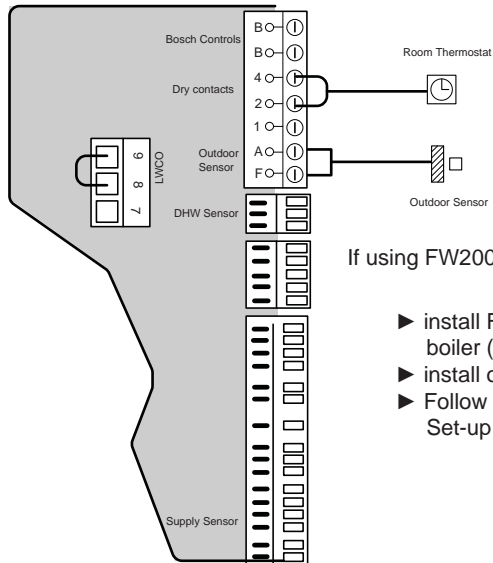 Bosch Controls
B
B
Dry contacts
4
2
1
Outdoor
Sensor
A
F
Room Thermostat
Outdoor Sensor
LWCO
9
8
7
DHW Sensor
If using FW200
► install F
boiler (
► install o
► Follow
Set-up
Supply Sensor